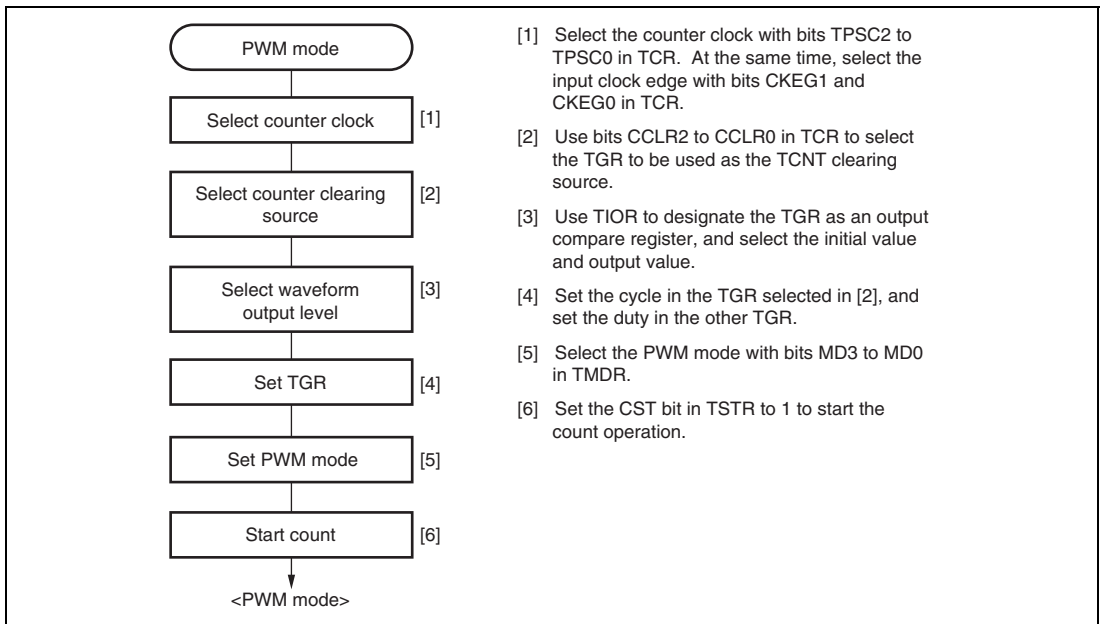 PWM mode
Select counter clock
[1]
Select counter clearing
source
[2]
Select waveform
output level
[3]
Set TGR
[4]
Set PWM mode
[5]
Start count
[6]
<PWM mode>
[1] Select the counter clock with bits TPSC2 to
TPSC0 in TCR. At the same time, select the
input clock edge with bits CKEG1 and
CKEG0 in TCR.
[2] Use bits CCLR2 to CCLR0 in TCR to select
the TGR to be used as the TCNT clearing
source.
[3] Use TIOR to designate the TGR as an output
compare register, and select the initial value
and output value.
[4] Set the cycle in the TGR selected in [2], and
set the duty in the other TGR.
[5] Select the PWM mode with bits MD3 to MD0
in TMDR.
[6] Set the CST bit in TSTR to 1 to start the
count operation.